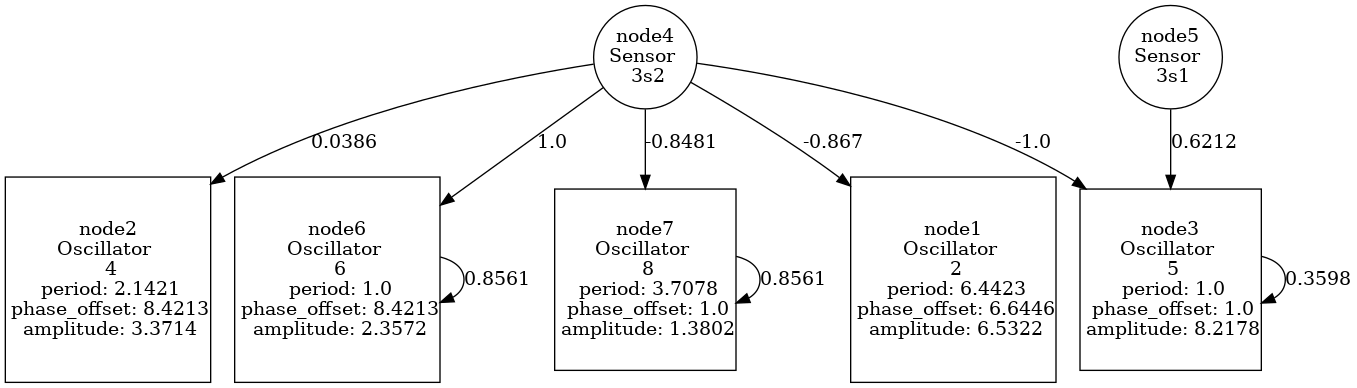 node4
Sensor
3s2
node5
Sensor
3s1
0.0386
1.0
-0.8481
-0.867
-1.0
0.6212
node2
Oscillator
4
period: 2.1421
phase_offset: 8.4213
amplitude: 3.3714
node6
Oscillator
6
period: 1.0
phase_offset: 8.4213
amplitude: 2.3572
0.8561
node7
Oscillator
8
period: 3.7078
phase_offset: 1.0
amplitude: 1.3802
0.8561
node1
Oscillator
2
period: 6.4423
phase_offset: 6.6446
amplitude: 6.5322
node3
Oscillator
5
period: 1.0
phase_offset: 1.0
amplitude: 8.2178
0.3598